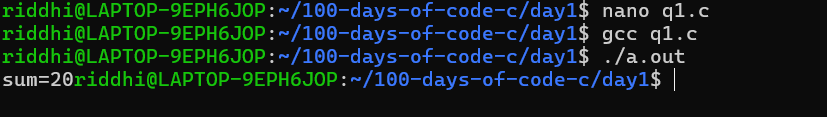 riddhi@LAPTOP-9EPH6JOP:~/100-days-of-code-c/day1$ nano q1.c
riddhi@LAPTOP-9EPH6JOP:~/100-days-of-code-c/day1$ gcc q1.c
riddhi@LAPTOP-9EPH6JOP:~/100-days-of-code-c/day1$ ./a.out
sum=20riddhi@LAPTOP-9EPH6JOP:~/100-days-of-code-c/day1$